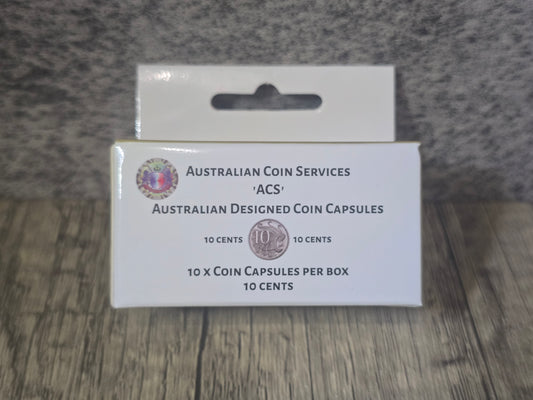 Australian Coin Services
'ACS'
Australian Designed Coin Capsules
10 cents 10 10 cents
10 x Coin Capsules per box
10 cents